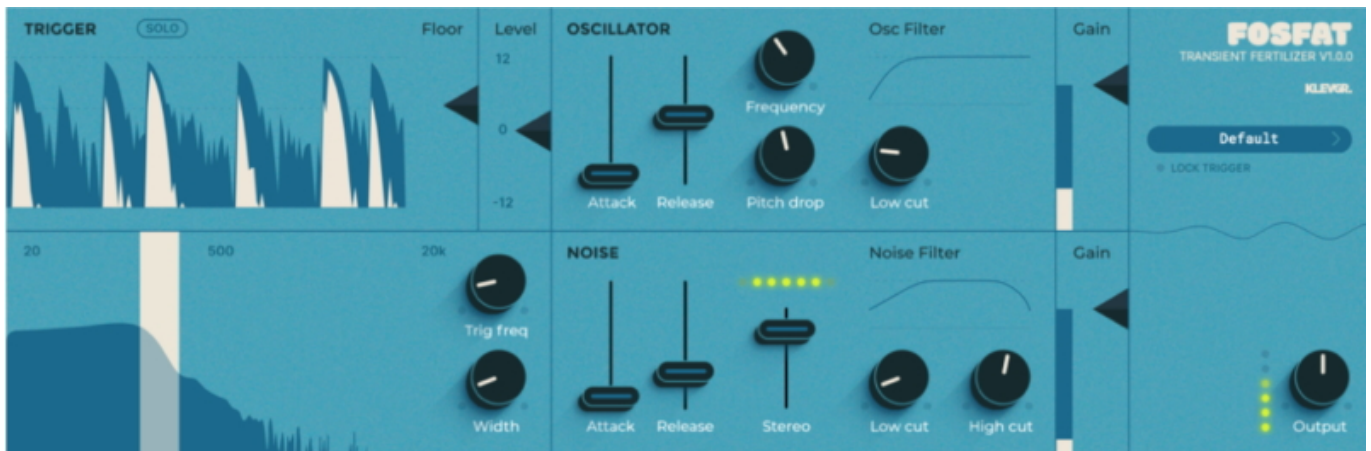 TRIGGER
SOLO
Floor
Level
12
0
-12
OSCILLATOR
Attack
Release
Frequency
Pitch drop
Osc Filter
Low cut
Gain
FOSFAT
TRANSIENT FERTILIZER V1.0.0
KLEVGR.
Default
LOCK TRIGGER
20
500
20k
Trig freq
Width
NOISE
Attack
Release
Stereo
Noise Filter
Low cut
High cut
Gain
Output